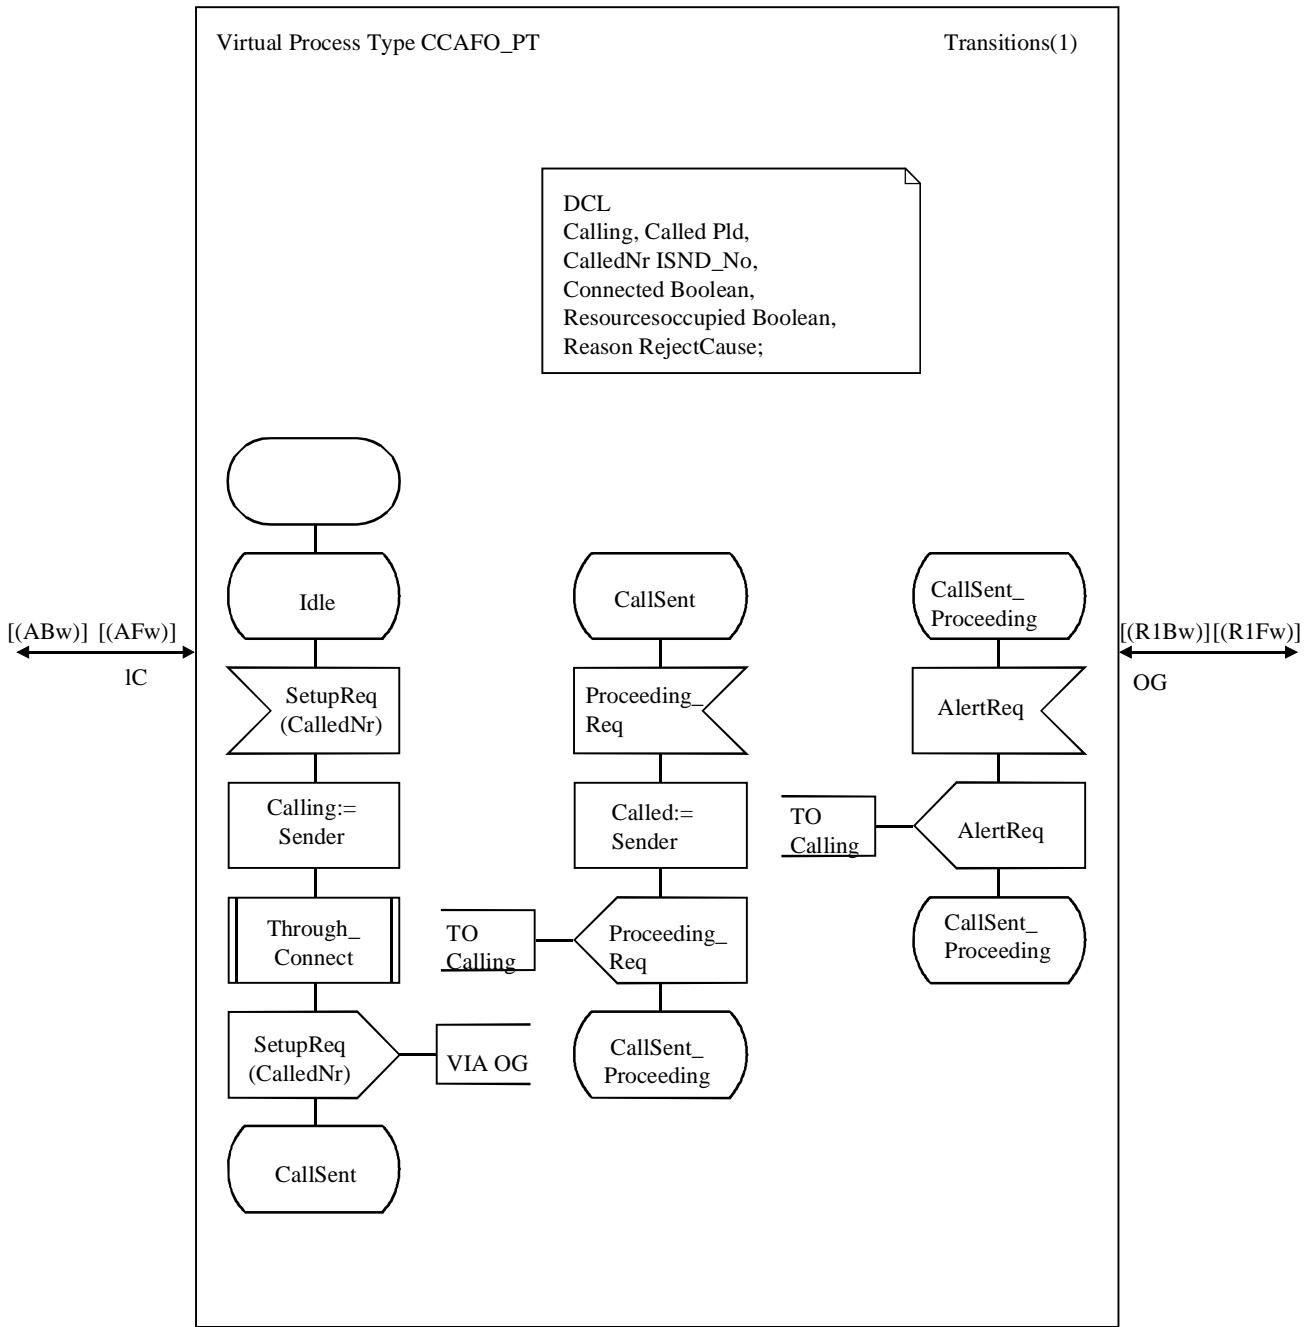 Virtual Process Type CCAFO_PT
Transitions(1)
DCL
Calling, Called Pld,
CalledNr ISND_No,
Connected Boolean,
Resourcesoccupied Boolean,
Reason RejectCause;
[(ABw)] [(AFw)]
lC
Idle
SetupReq
(CalledNr)
Calling:=
Sender
Through_
Connect
SetupReq
(CalledNr)
VIA OG
CallSent
CallSent
Proceeding_
Req
Called:=
Sender
TO
Calling
Proceeding_
Req
CallSent_
Proceeding
CallSent_
Proceeding
AlertReq
TO
Calling
AlertReq
CallSent_
Proceeding
[(R1Bw)][(R1Fw)]
OG